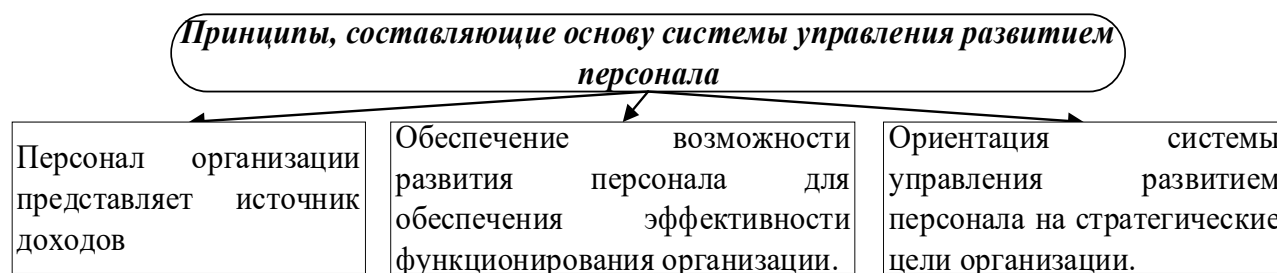 Принципы, составляющие основу системы управления развитием
персонала
Персонал организации
представляет источник
доходов
Обеспечение возможности
развития персонала для
обеспечения эффективности
функционирования организации.
Ориентация системы
управления развитием
персонала на стратегические
цели организации.